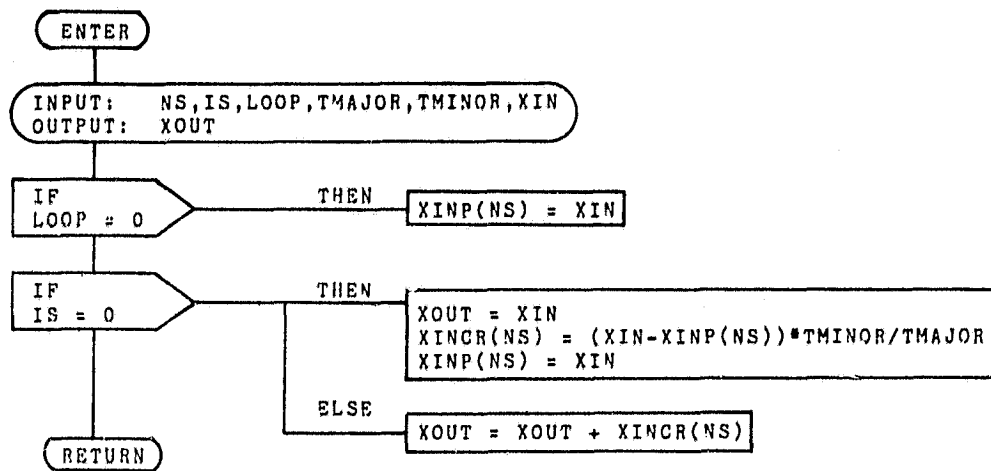 ENTER
INPUT: NS,IS,LOOP,TMAJOR,TMINOR,XIN
OUTPUT: XOUT
IF
LOOP = 0
THEN
XINP(NS) = XIN
IF
IS = 0
THEN
XOUT = XIN
XINCR(NS) = (XIN-XINP(NS))*TMINOR/TMAJOR
XINP(NS) = XIN
ELSE
XOUT = XOUT + XINCR(NS)
RETURN